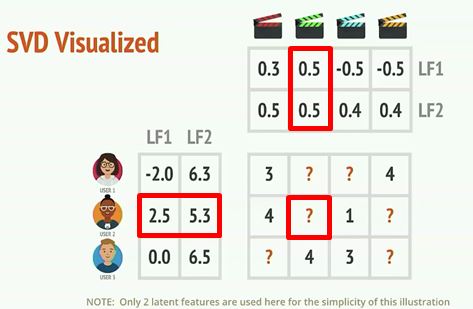 SVD Visualized
0.3 0.5 -0.5 -0.5 LF1
0.5 0.5 0.4 0.4 LF2
LF1 LF2
-2.0 6.3 3 ? ? 4
USER 1
2.5 5.3 4 ? 1 ?
USER 2
0.0 6.5 ? 4 3 ?
USER 3
NOTE: Only 2 latent features are used here for the simplicity of this illustration